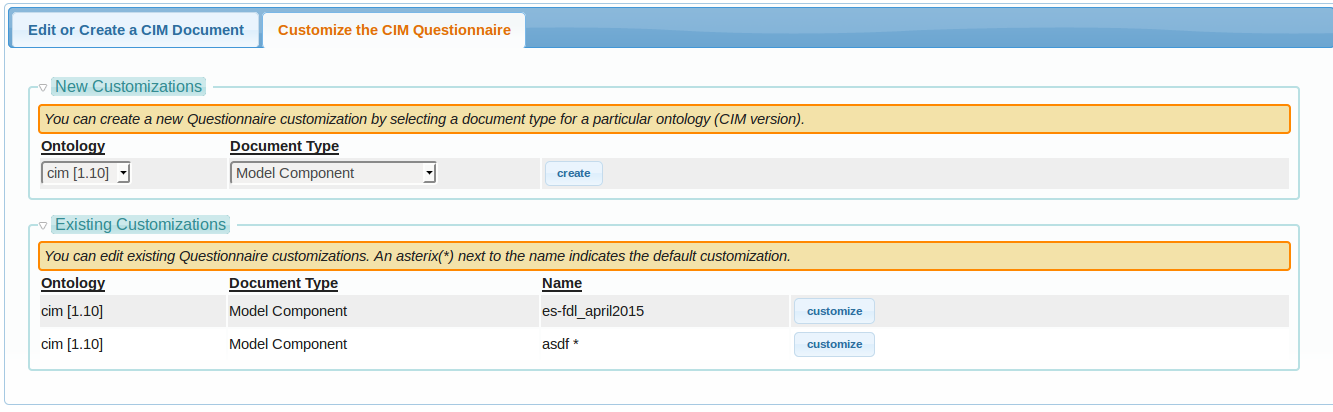 Edit or Create a CIM Document Customize the CIM Questionnaire
New Customizations
You can create a new Questionnaire customization by selecting a document type for a particular ontology (CIM version).
Ontology Document Type
cim [1.10] Model Component create
Existing Customizations
You can edit existing Questionnaire customizations. An asterix(*) next to the name indicates the default customization.
Ontology Document Type Name
cim [1.10] Model Component es-fdl_april2015 customize
cim [1.10] Model Component asdf * customize